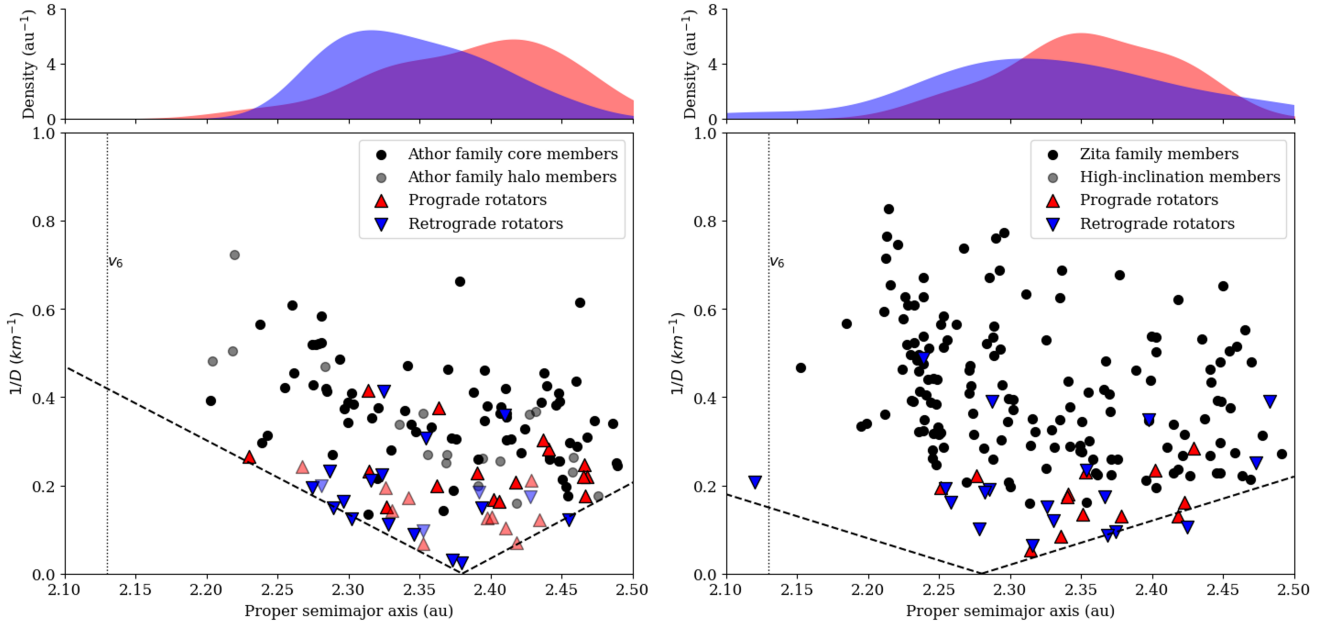 8
4
0
Density (au⁻¹)
1.0
0.8
0.6
0.4
0.2
0.0
1/D (km⁻¹)
Athor family core members
Athor family halo members
Prograde rotators
Retrograde rotators
ν₆
2.10 2.15 2.20 2.25 2.30 2.35 2.40 2.45 2.50
Proper semimajor axis (au)
8
4
0
Density (au⁻¹)
1.0
0.8
0.6
0.4
0.2
0.0
1/D (km⁻¹)
Zita family members
High-inclination members
Prograde rotators
Retrograde rotators
ν₆
2.10 2.15 2.20 2.25 2.30 2.35 2.40 2.45 2.50
Proper semimajor axis (au)